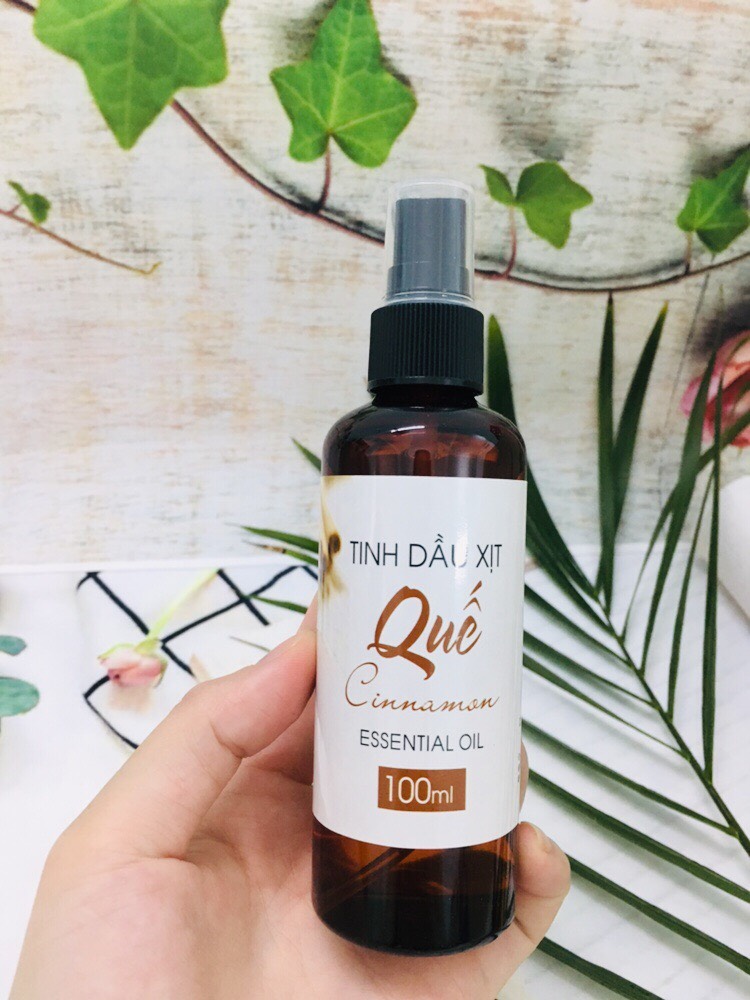 TINH DẦU XỊT
Quế
Cinnamon
ESSENTIAL OIL
100ml